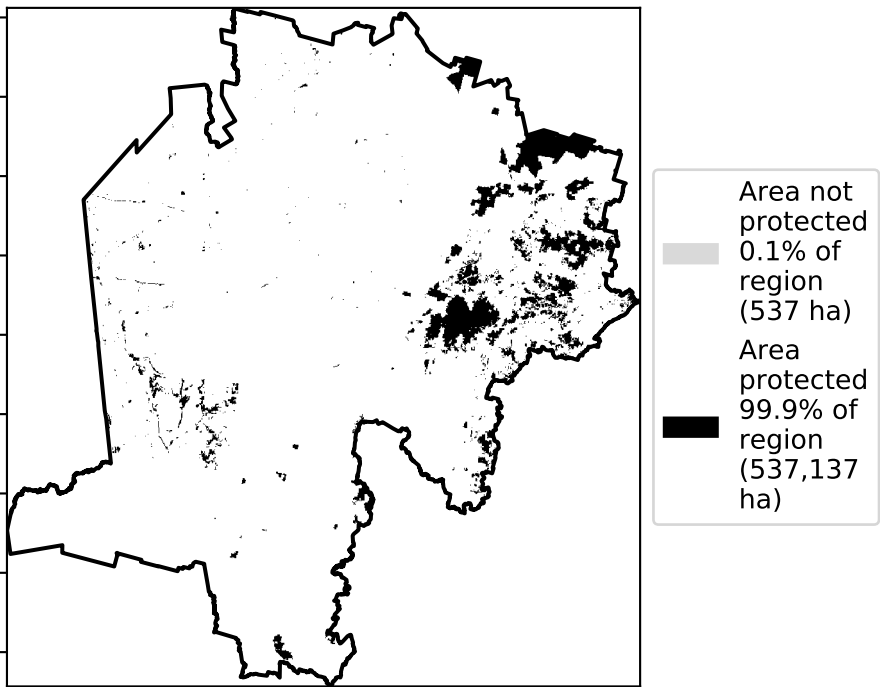 Area not
protected
0.1% of
region
(537 ha)
Area
protected
99.9% of
region
(537,137
ha)